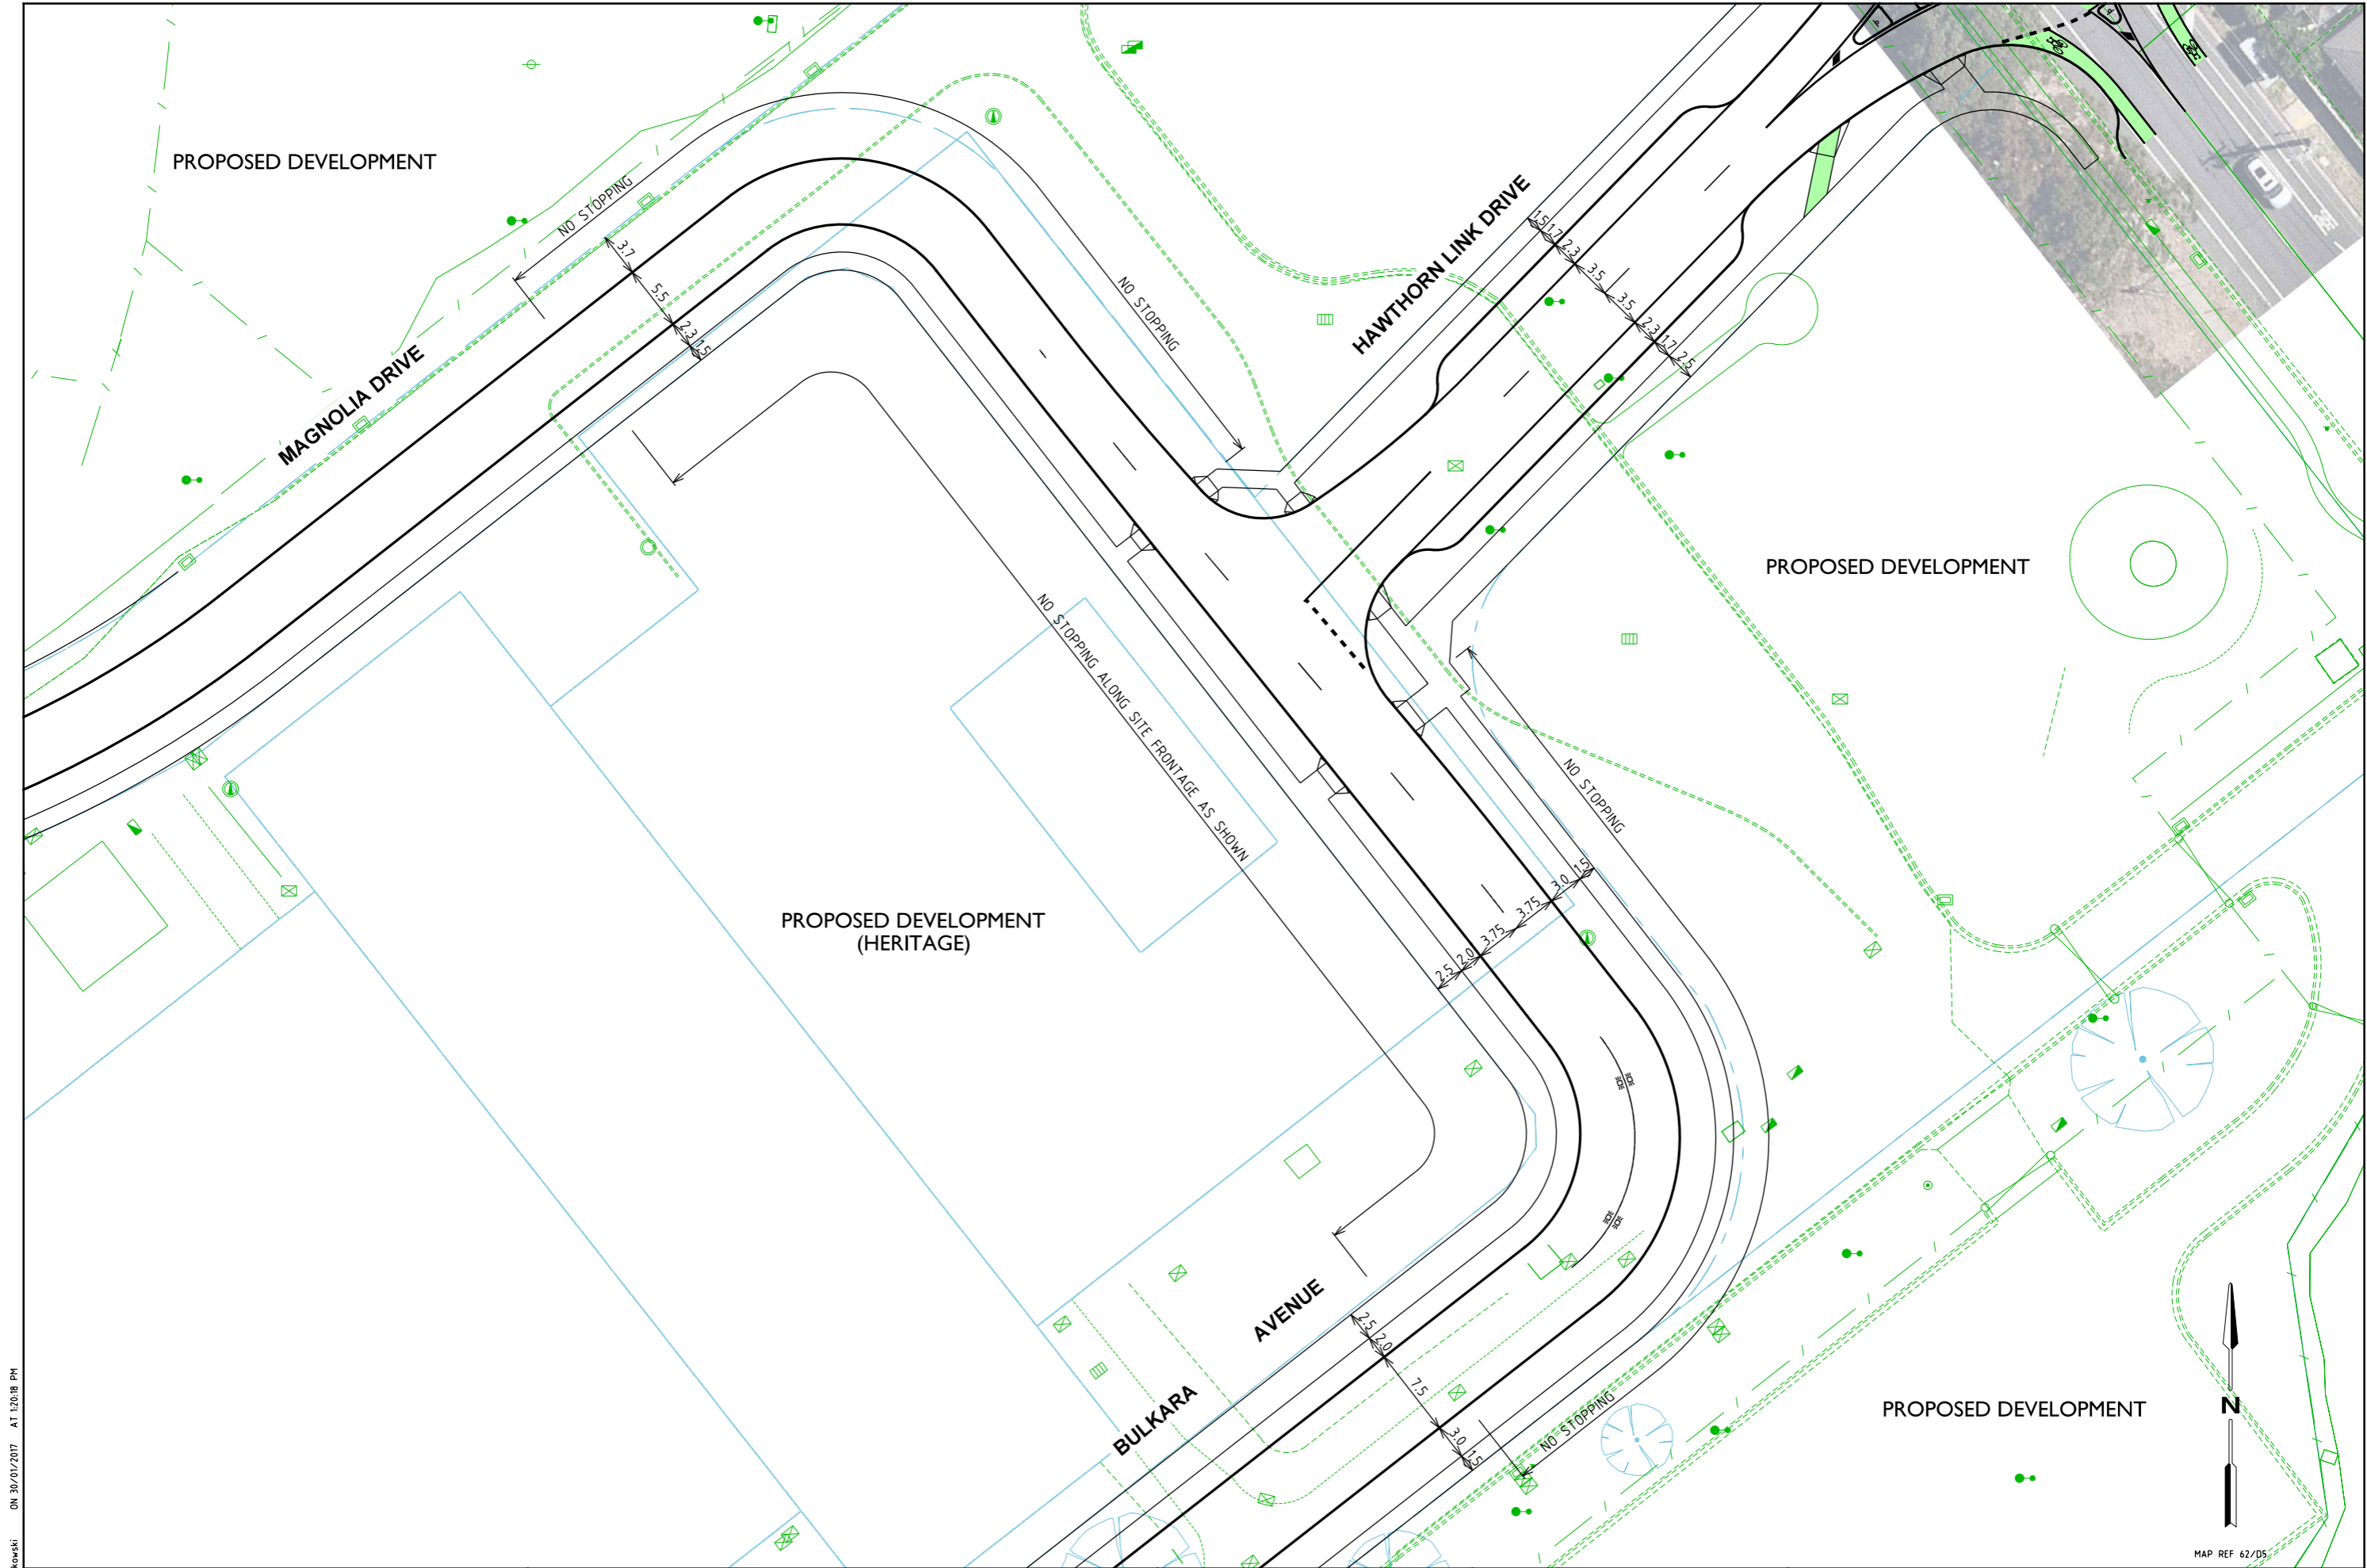 PROPOSED DEVELOPMENT
NO STOPPING
3.7
5.5
2.3
1.5
MAGNOLIA DRIVE
NO STOPPING
HAWTHORN LINK DRIVE
1.5
1.7
2.3
3.5
3.5
2.3
1.7
2.5
PROPOSED DEVELOPMENT
NO STOPPING ALONG SITE FRONTAGE AS SHOWN
NO STOPPING
PROPOSED DEVELOPMENT
(HERITAGE)
2.5
2.0
3.75
3.75
3.0
1.5
BULKARA AVENUE
2.5
2.0
7.5
3.0
1.5
NO STOPPING
PROPOSED DEVELOPMENT
N
MAP REF 62/D5
kowski ON 30/01/2017 AT 1:20:18 PM